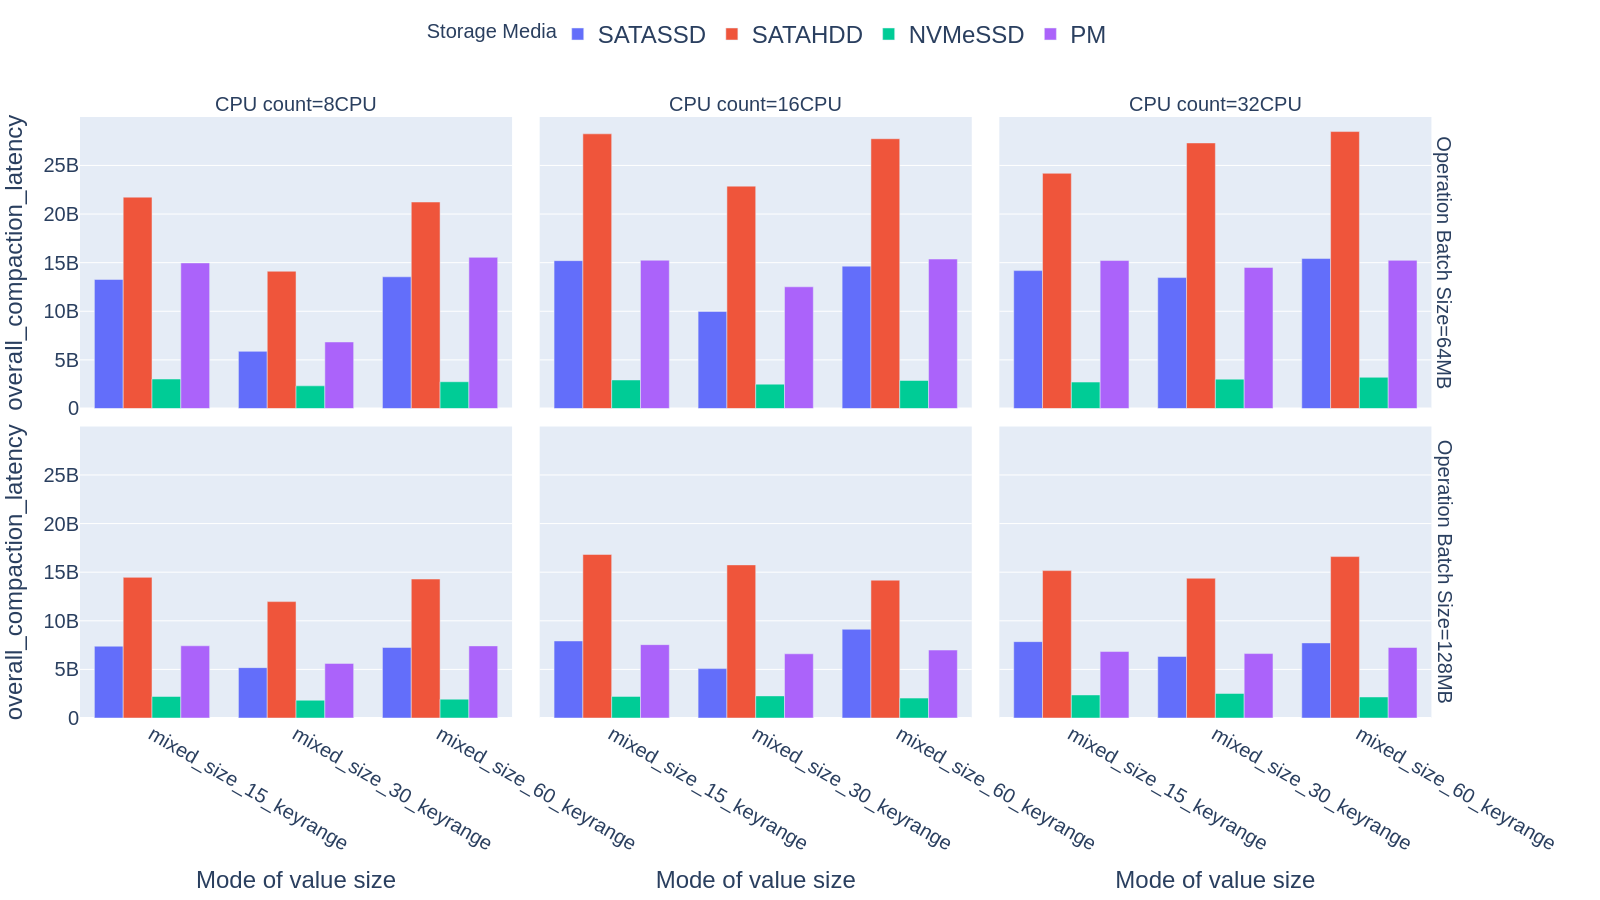 Storage Media SATASSD SATAHDD NVMeSSD PM
CPU count=8CPU CPU count=16CPU CPU count=32CPU
overall_compaction_latency
25B
20B
15B
10B
5B
0
Operation Batch Size=64MB
overall_compaction_latency
25B
20B
15B
10B
5B
0
Operation Batch Size=128MB
mixed_size_15_keyrange mixed_size_30_keyrange mixed_size_60_keyrange mixed_size_15_keyrange mixed_size_30_keyrange mixed_size_60_keyrange mixed_size_15_keyrange mixed_size_30_keyrange mixed_size_60_keyrange
Mode of value size Mode of value size Mode of value size